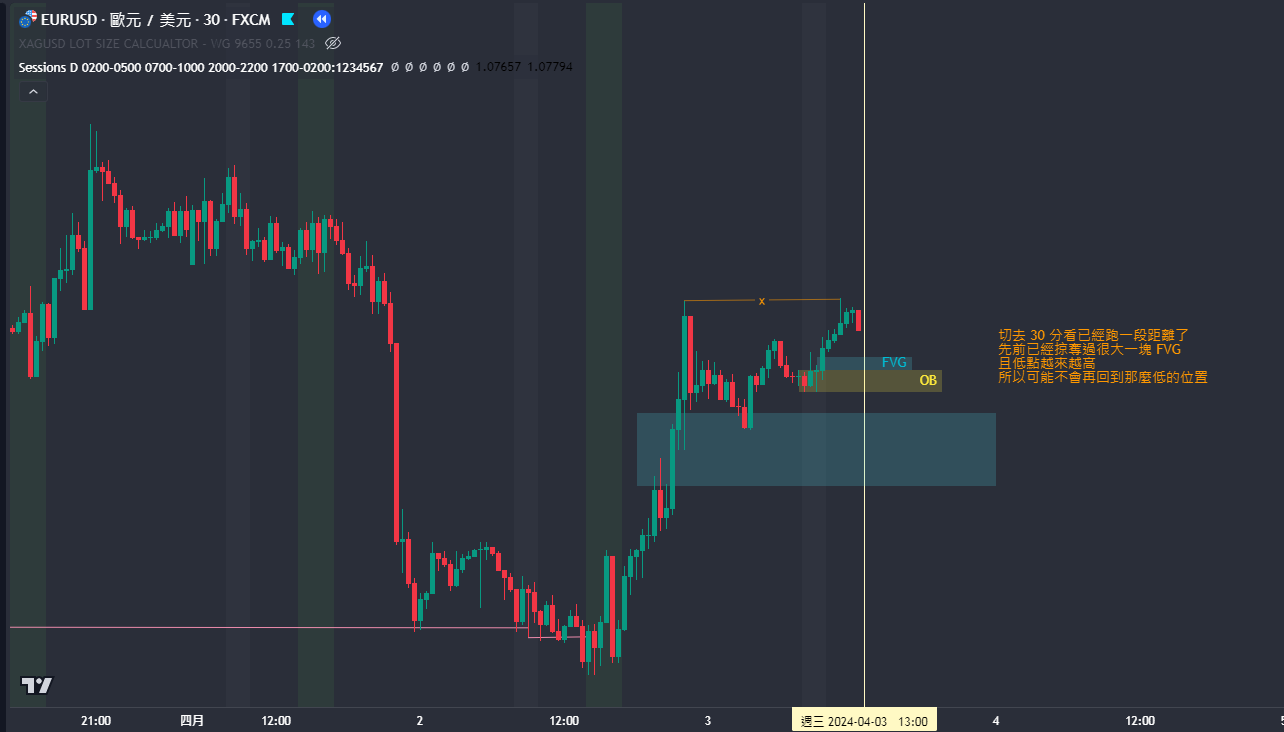 EURUSD · 歐元 / 美元 · 30 · FXCM
XAGUSD LOT SIZE CALCUALTOR - WG 9655 0.25 143
Sessions D 0200-0500 0700-1000 2000-2200 1700-0200:1234567 Ø Ø Ø Ø Ø Ø 1.07657 1.07794
x
切去 30 分看已經跑一段距離了
先前已經掠奪過很大一塊 FVG
且低點越來越高
所以可能不會再回到那麼低的位置
FVG
OB
21:00 四月 12:00 2 12:00 3 週三 2024-04-03 13:00 4 12:00 5